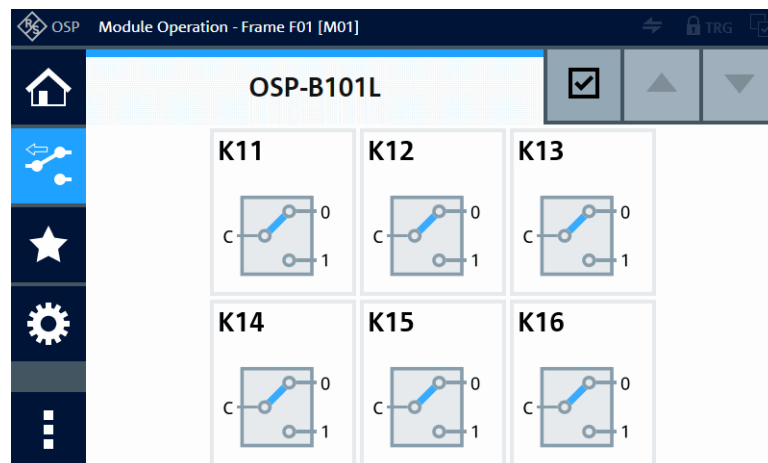 R&S OSP Module Operation - Frame F01 [M01] TRG
OSP-B101L
K11 K12 K13
0 0 0
C C C
1 1 1
K14 K15 K16
0 0 0
C C C
1 1 1